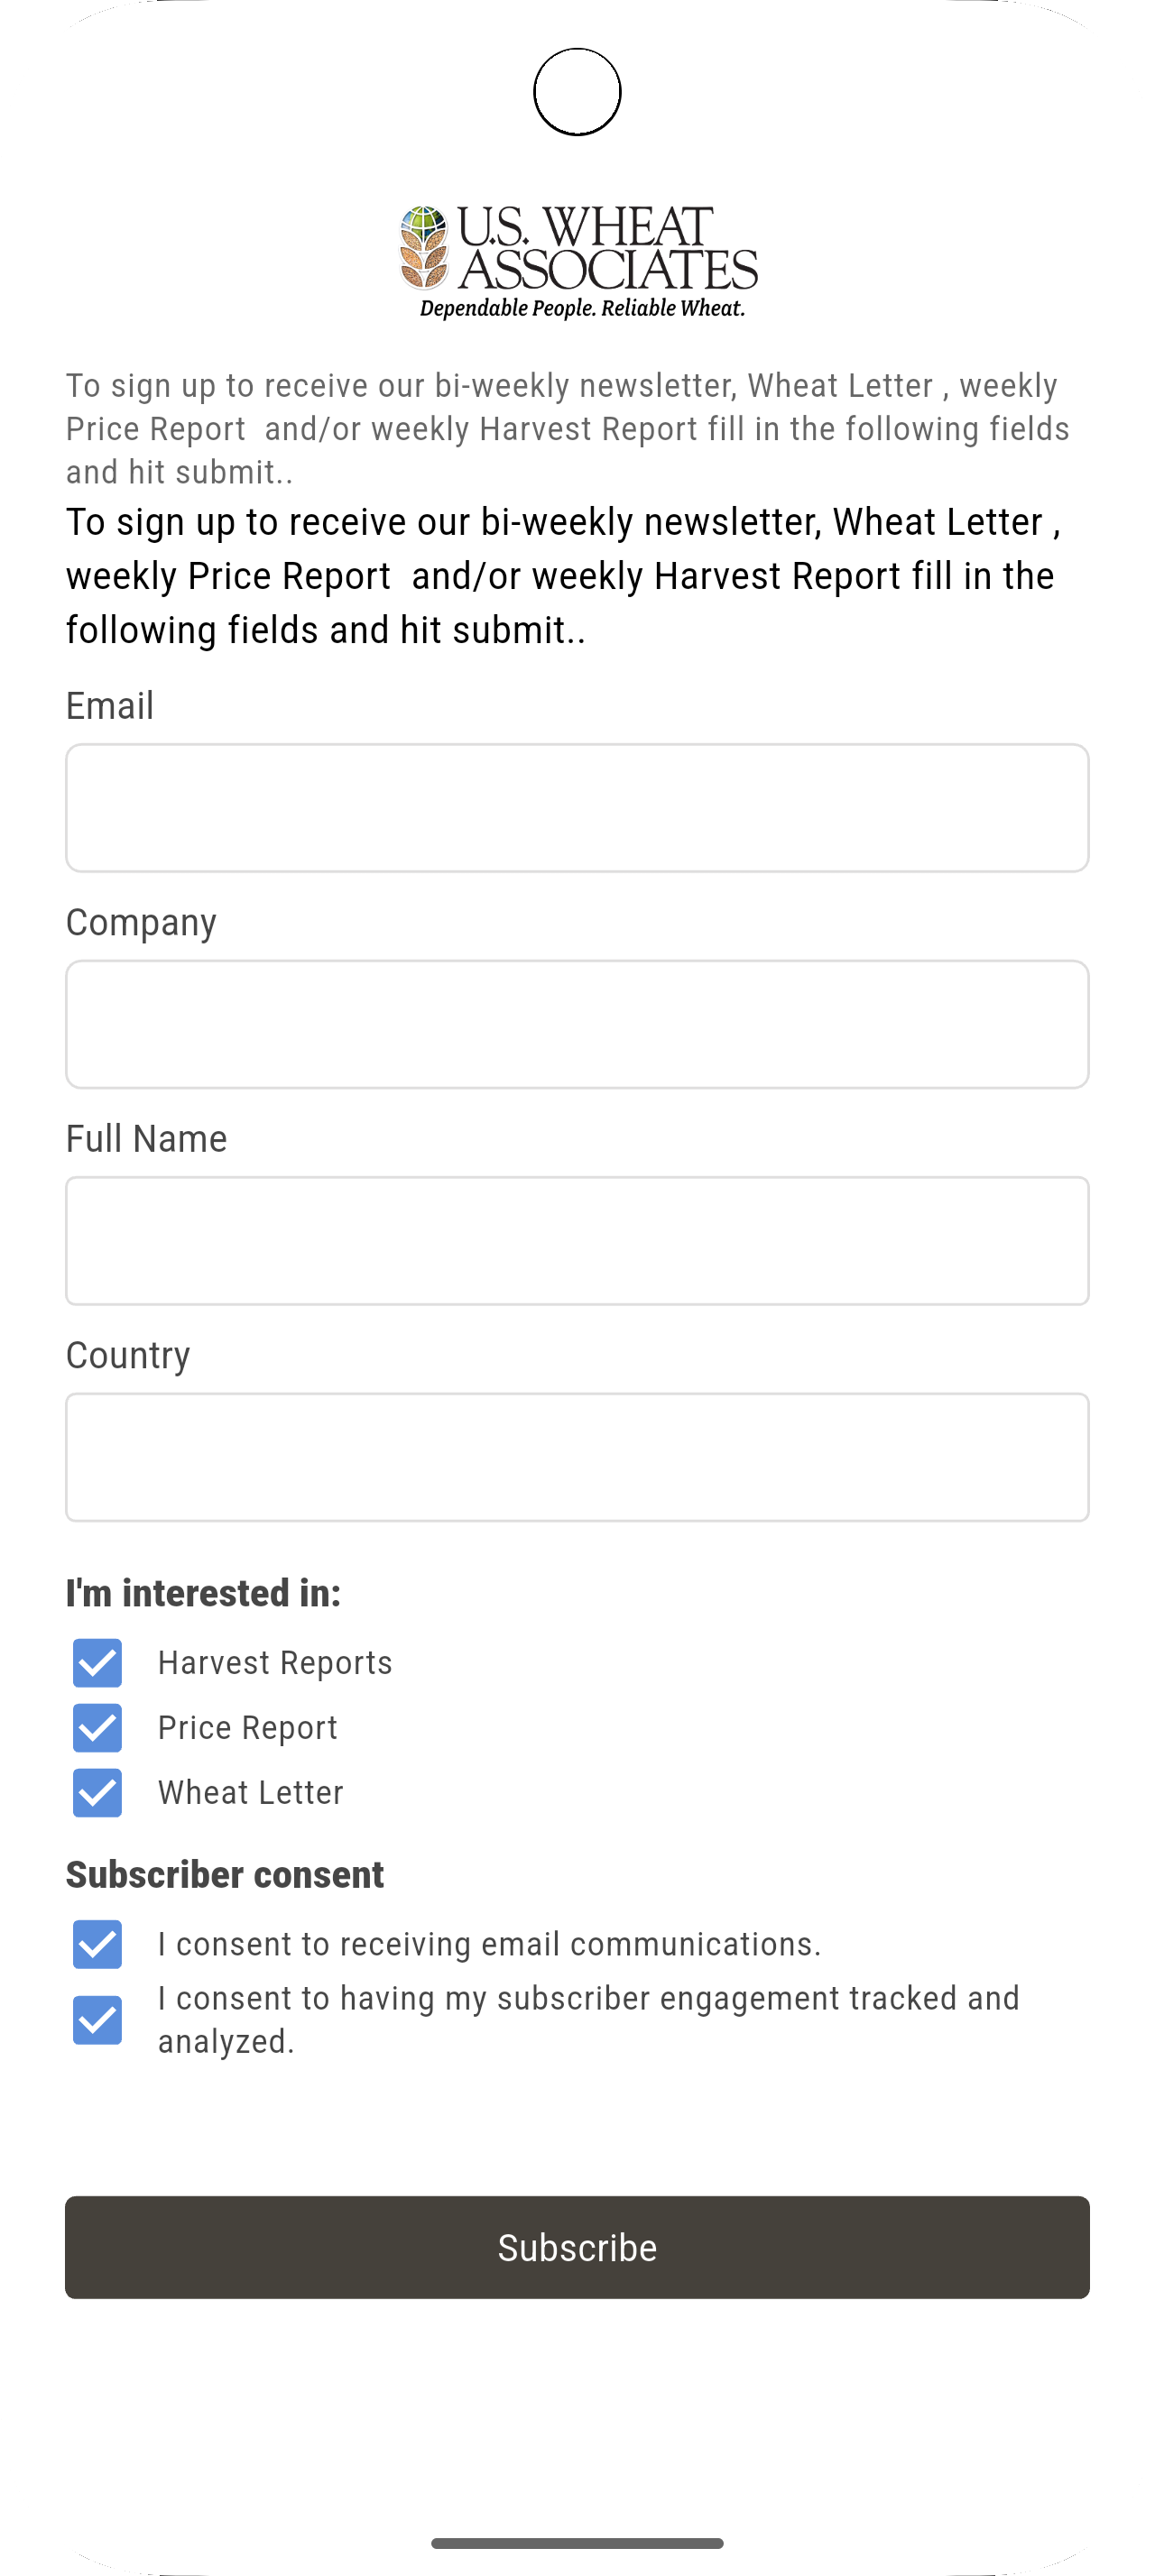 U.S. WHEAT
ASSOCIATES
Dependable People. Reliable Wheat.
To sign up to receive our bi-weekly newsletter, Wheat Letter , weekly
Price Report  and/or weekly Harvest Report fill in the following fields
and hit submit..
To sign up to receive our bi-weekly newsletter, Wheat Letter ,
weekly Price Report  and/or weekly Harvest Report fill in the
following fields and hit submit..
Email
Company
Full Name
Country
I'm interested in:
Harvest Reports
Price Report
Wheat Letter
Subscriber consent
I consent to receiving email communications.
I consent to having my subscriber engagement tracked and
analyzed.
Subscribe